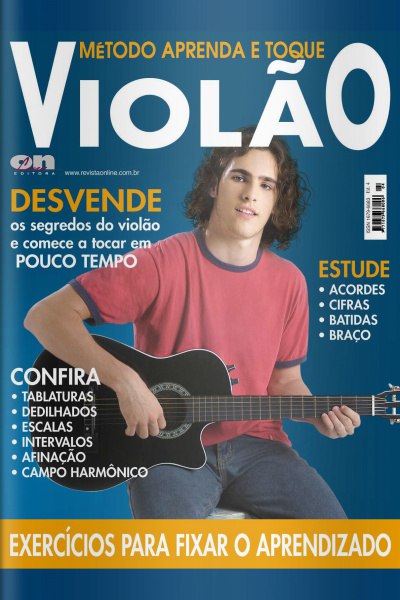 MÉTODO APRENDA E TOQUE
VIOLÃO
on
EDITORA
www.revistaonline.com.br
DESVENDE
os segredos do violão
e comece a tocar em
POUCO TEMPO
ESTUDE
• ACORDES
• CIFRAS
• BATIDAS
• BRAÇO
CONFIRA
• TABLATURAS
• DEDILHADOS
• ESCALAS
• INTERVALOS
• AFINAÇÃO
• CAMPO HARMÔNICO
EXERCÍCIOS PARA FIXAR O APRENDIZADO